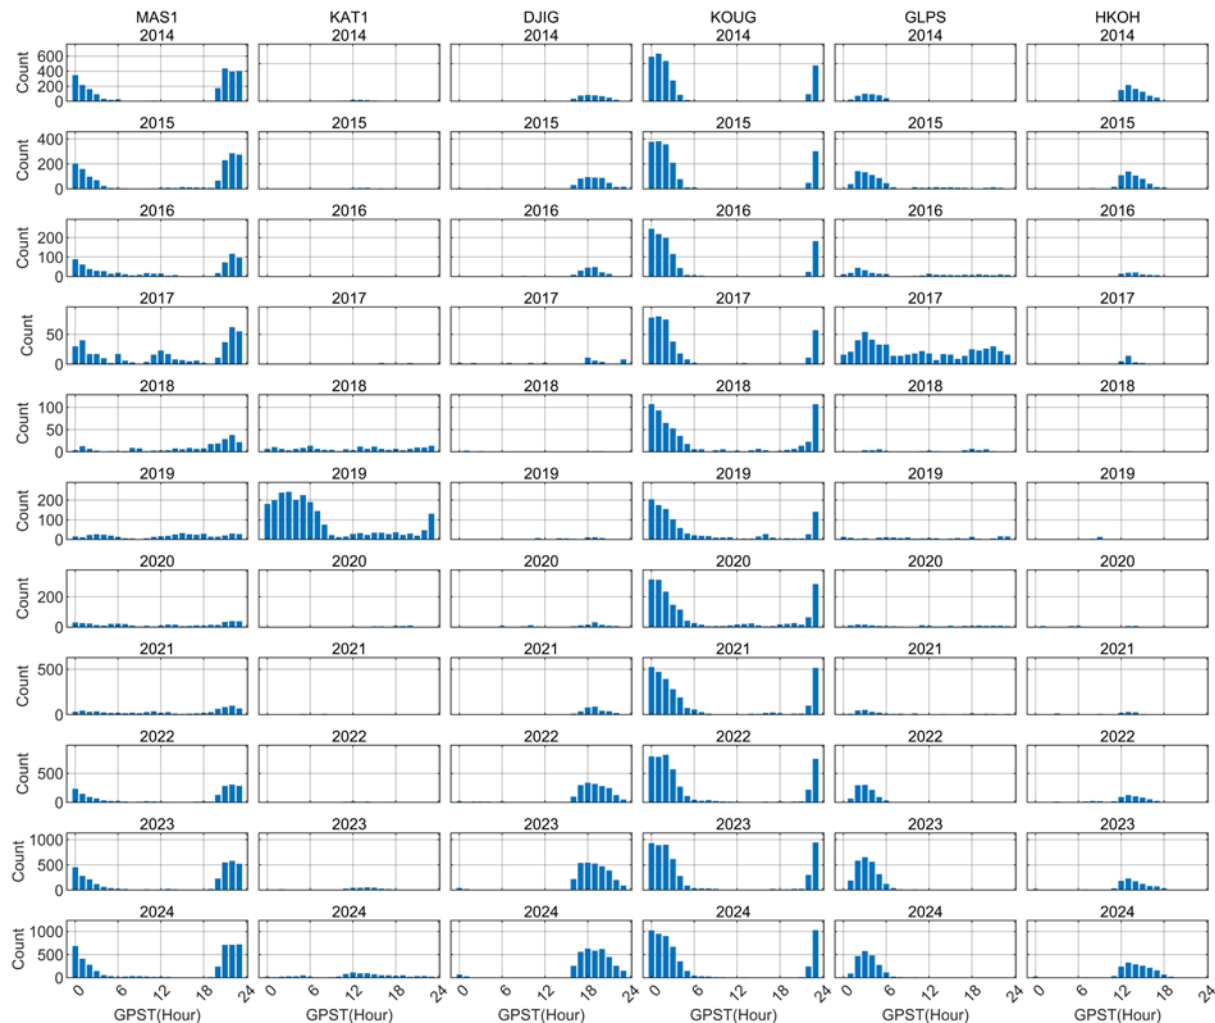 MAS1 KAT1 DJIG KOUG GLPS HKOH
2014 2014 2014 2014 2014 2014
Count
600
400
200
0
2015 2015 2015 2015 2015 2015
Count
400
200
0
2016 2016 2016 2016 2016 2016
Count
200
100
0
2017 2017 2017 2017 2017 2017
Count
50
0
2018 2018 2018 2018 2018 2018
Count
100
50
0
2019 2019 2019 2019 2019 2019
Count
200
100
0
2020 2020 2020 2020 2020 2020
Count
200
0
2021 2021 2021 2021 2021 2021
Count
500
0
2022 2022 2022 2022 2022 2022
Count
500
0
2023 2023 2023 2023 2023 2023
Count
1000
500
0
2024 2024 2024 2024 2024 2024
Count
1000
500
0
0 6 12 18 24 0 6 12 18 24 0 6 12 18 24 0 6 12 18 24 0 6 12 18 24 0 6 12 18 24
GPST(Hour) GPST(Hour) GPST(Hour) GPST(Hour) GPST(Hour) GPST(Hour)